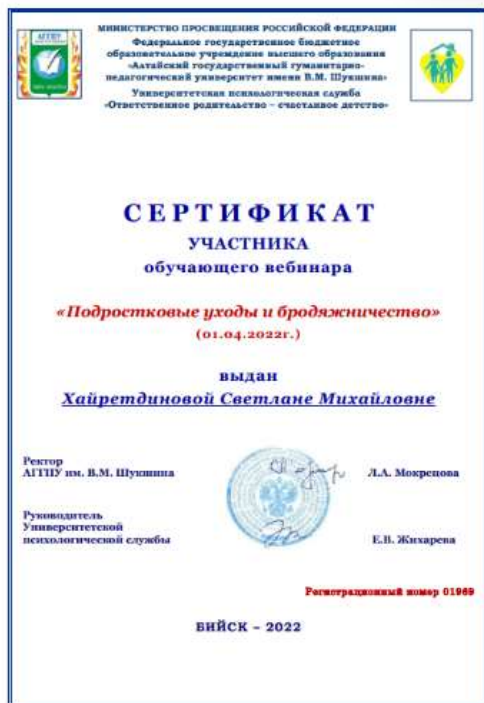 МИНИСТЕРСТВО ПРОСВЕЩЕНИЯ РОССИЙСКОЙ ФЕДЕРАЦИИ
Федеральное государственное бюджетное
образовательное учреждение высшего образования
«Алтайский государственный гуманитарно-
педагогический университет имени В.М. Шукшина»
Университетская психологическая служба
«Ответственное родительство – счастливое детство»
АГГПУ
СЕРТИФИКАТ
УЧАСТНИКА
обучающего вебинара
«Подростковые уходы и бродяжничество»
(01.04.2022г.)
выдан
Хайретдиновой Светлане Михайловне
Ректор
АГГПУ им. В.М. Шукшина
Л.А. Мокрецова
Руководитель
Университетской
психологической службы
Е.В. Жихарева
Регистрационный номер 01969
БИЙСК – 2022